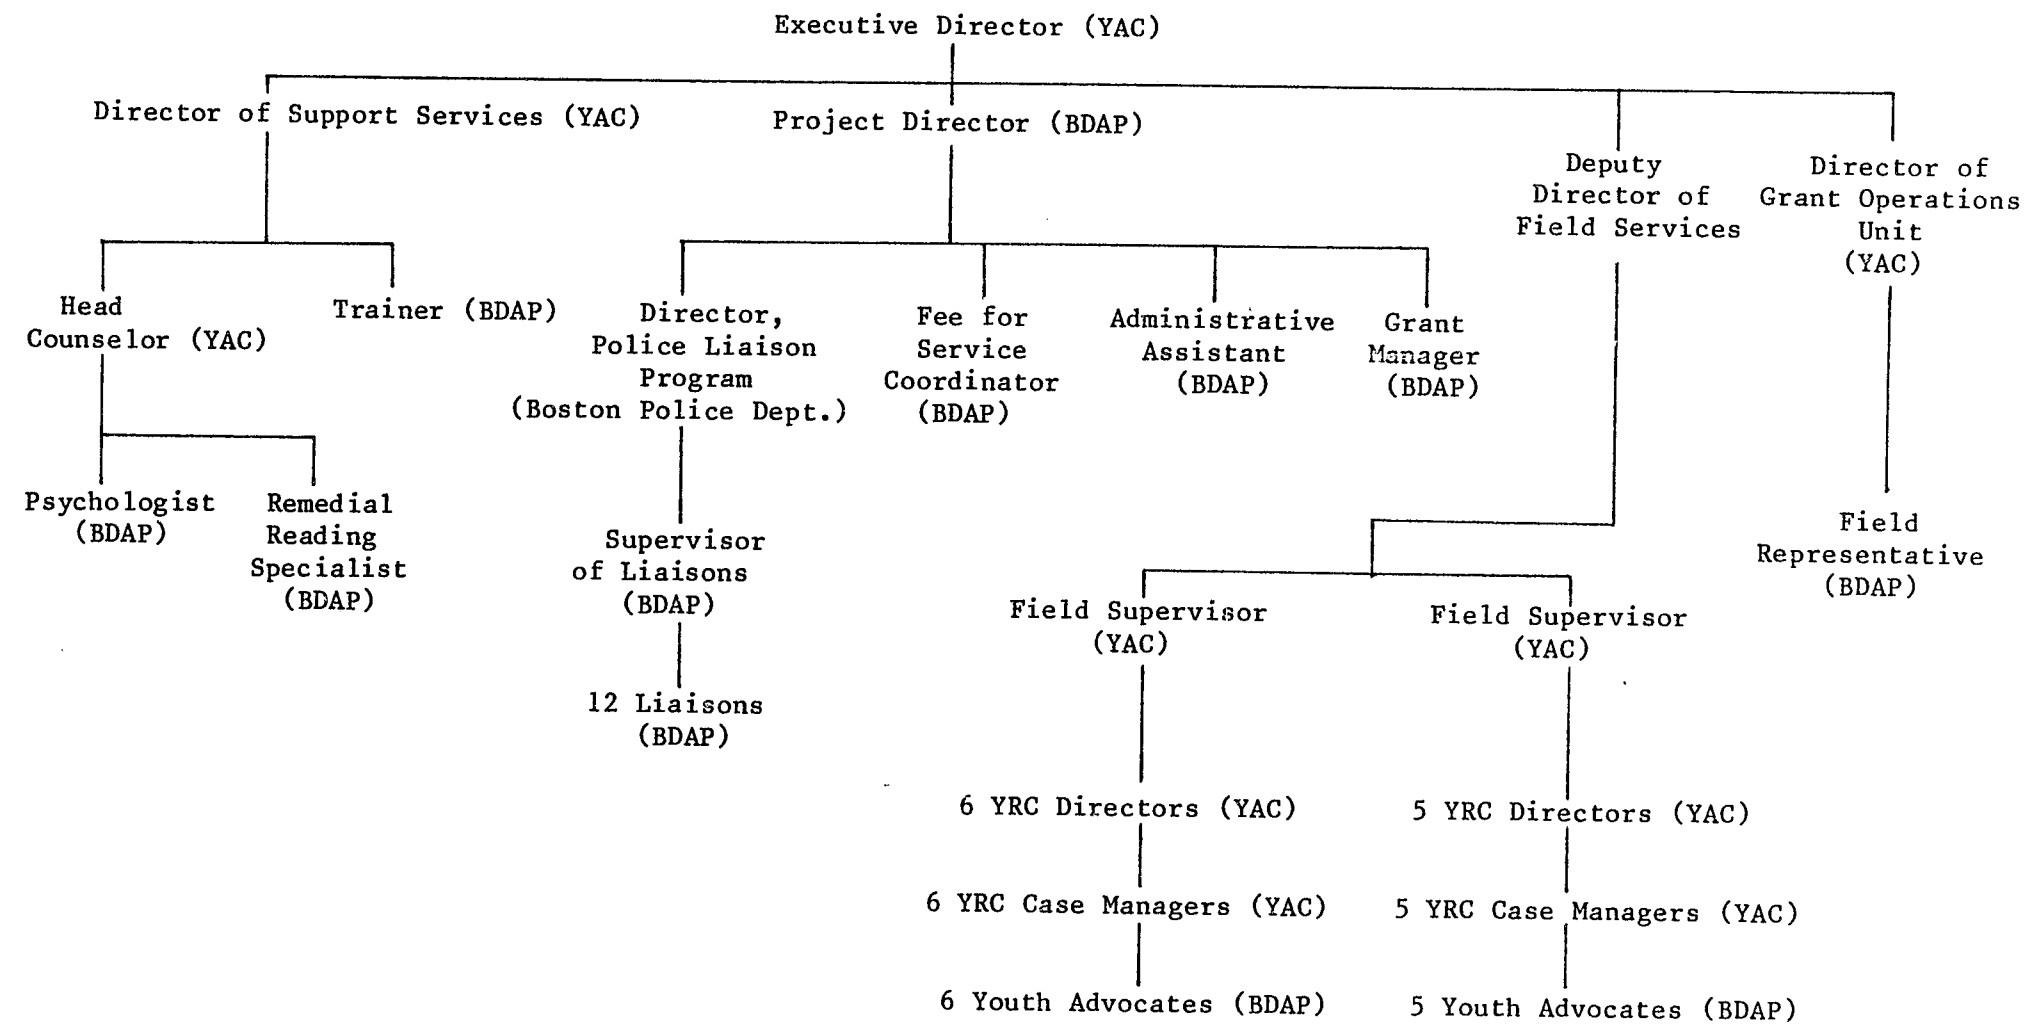 Executive Director (YAC)
Director of Support Services (YAC)
Project Director (BDAP)
Deputy
Director of
Field Services
Director of
Grant Operations
Unit
(YAC)
Head
Counselor (YAC)
Trainer (BDAP)
Director,
Police Liaison
Program
(Boston Police Dept.)
Fee for
Service
Coordinator
(BDAP)
Administrative
Assistant
(BDAP)
Grant
Manager
(BDAP)
Psychologist
(BDAP)
Remedial
Reading
Specialist
(BDAP)
Supervisor
of Liaisons
(BDAP)
12 Liaisons
(BDAP)
Field
Representative
(BDAP)
Field Supervisor
(YAC)
Field Supervisor
(YAC)
6 YRC Directors (YAC)
5 YRC Directors (YAC)
6 YRC Case Managers (YAC)
5 YRC Case Managers (YAC)
6 Youth Advocates (BDAP)
5 Youth Advocates (BDAP)